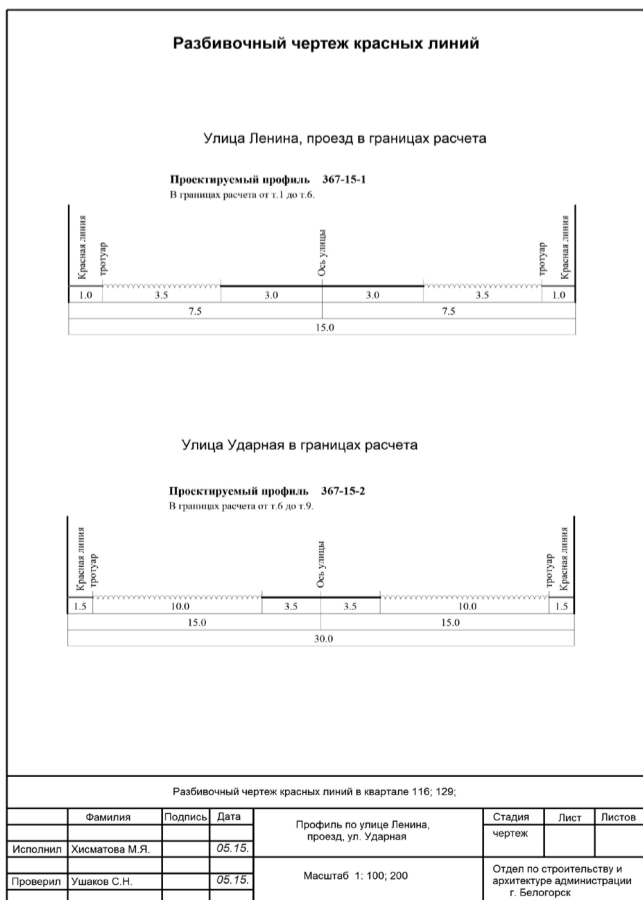 Разбивочный чертеж красных линий
Улица Ленина, проезд в границах расчета
Проектируемый профиль 367-15-1
В границах расчета от т.1 до т.6.
Красная линия
тротуар
Ось улицы
тротуар
Красная линия
1.0 3.5 3.0 3.0 3.5 1.0
7.5 7.5
15.0
Улица Ударная в границах расчета
Проектируемый профиль 367-15-2
В границах расчета от т.6 до т.9.
Красная линия
тротуар
Ось улицы
тротуар
Красная линия
1.5 10.0 3.5 3.5 10.0 1.5
15.0 15.0
30.0
Разбивочный чертеж красных линий в квартале 116; 129;
Фамилия Подпись Дата
Исполнил Хисматова М.Я. 05.15.
Проверил Ушаков С.Н. 05.15.
Профиль по улице Ленина,
проезд, ул. Ударная
Масштаб 1: 100; 200
Стадия Лист Листов
чертеж
Отдел по строительству и
архитектуре администрации
г. Белогорск